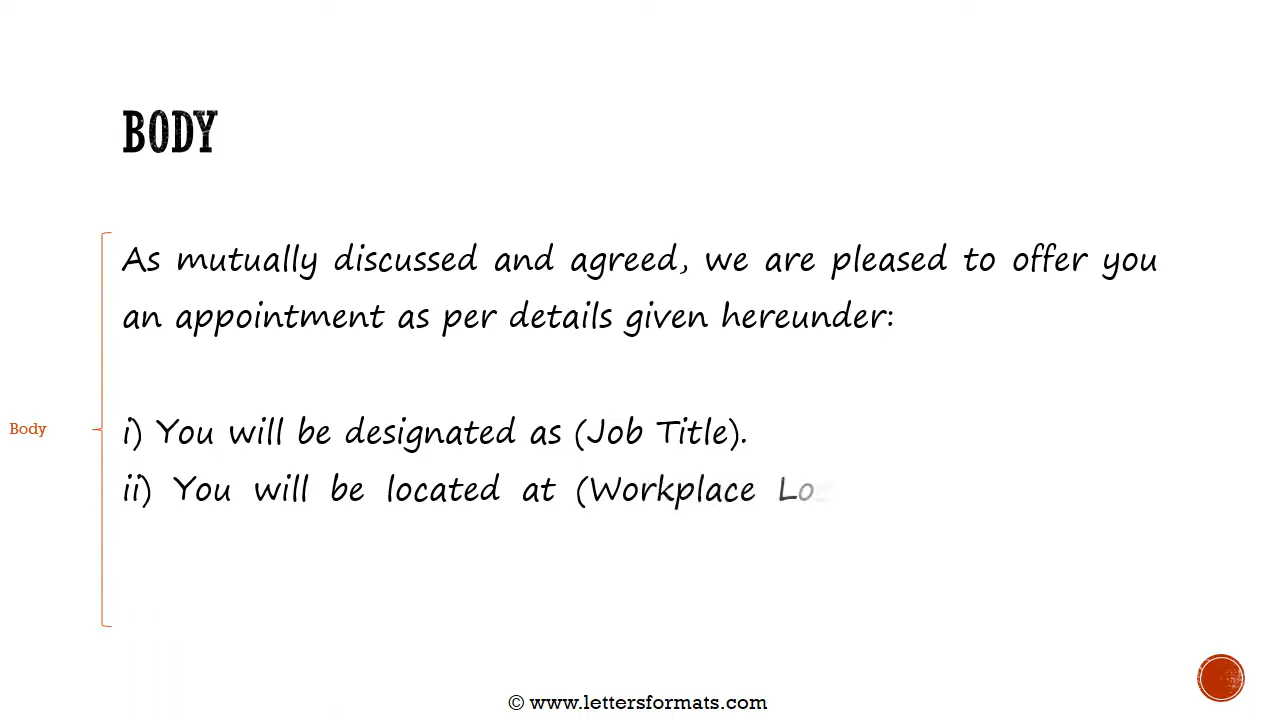 BODY
As mutually discussed and agreed, we are pleased to offer you
an appointment as per details given hereunder:
Body
i) You will be designated as (Job Title).
ii) You will be located at (Workplace
© www.lettersformats.com